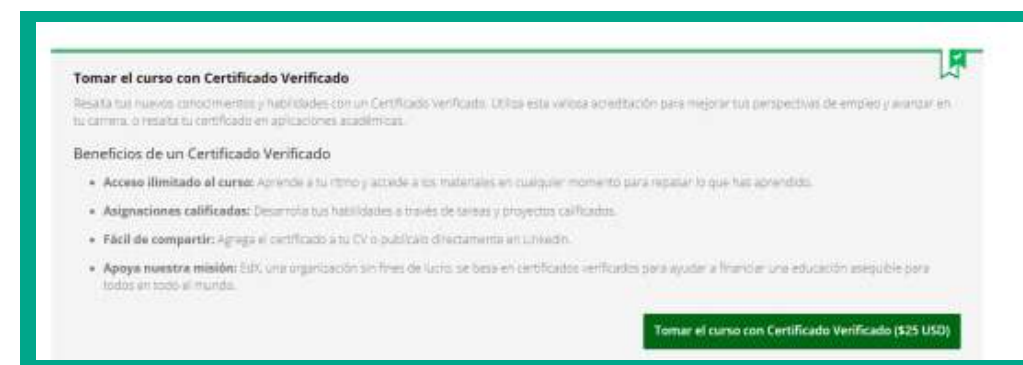 Tomar el curso con Certificado Verificado
Resalta tus nuevos conocimientos y habilidades con un Certificado Verificado. Utiliza esta valiosa acreditación para mejorar tus perspectivas de empleo y avanzar en
tu carrera, o resalta tu certificado en aplicaciones académicas.
Beneficios de un Certificado Verificado
• Acceso ilimitado al curso: Aprende a tu ritmo y accede a los materiales en cualquier momento para repasar lo que has aprendido.
• Asignaciones calificadas: Desarrolla tus habilidades a través de tareas y proyectos calificados.
• Fácil de compartir: Agrega el certificado a tu CV o publícalo directamente en LinkedIn.
• Apoya nuestra misión: EdX, una organización sin fines de lucro, se basa en certificados verificados para ayudar a financiar una educación asequible para
todos en todo el mundo.
Tomar el curso con Certificado Verificado ($25 USD)